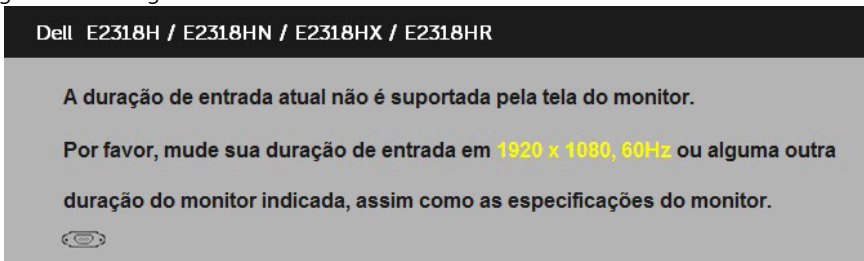 Dell E2318H / E2318HN / E2318HX / E2318HR
A duração de entrada atual não é suportada pela tela do monitor.
Por favor, mude sua duração de entrada em 1920 x 1080, 60Hz ou alguma outra
duração do monitor indicada, assim como as especificações do monitor.